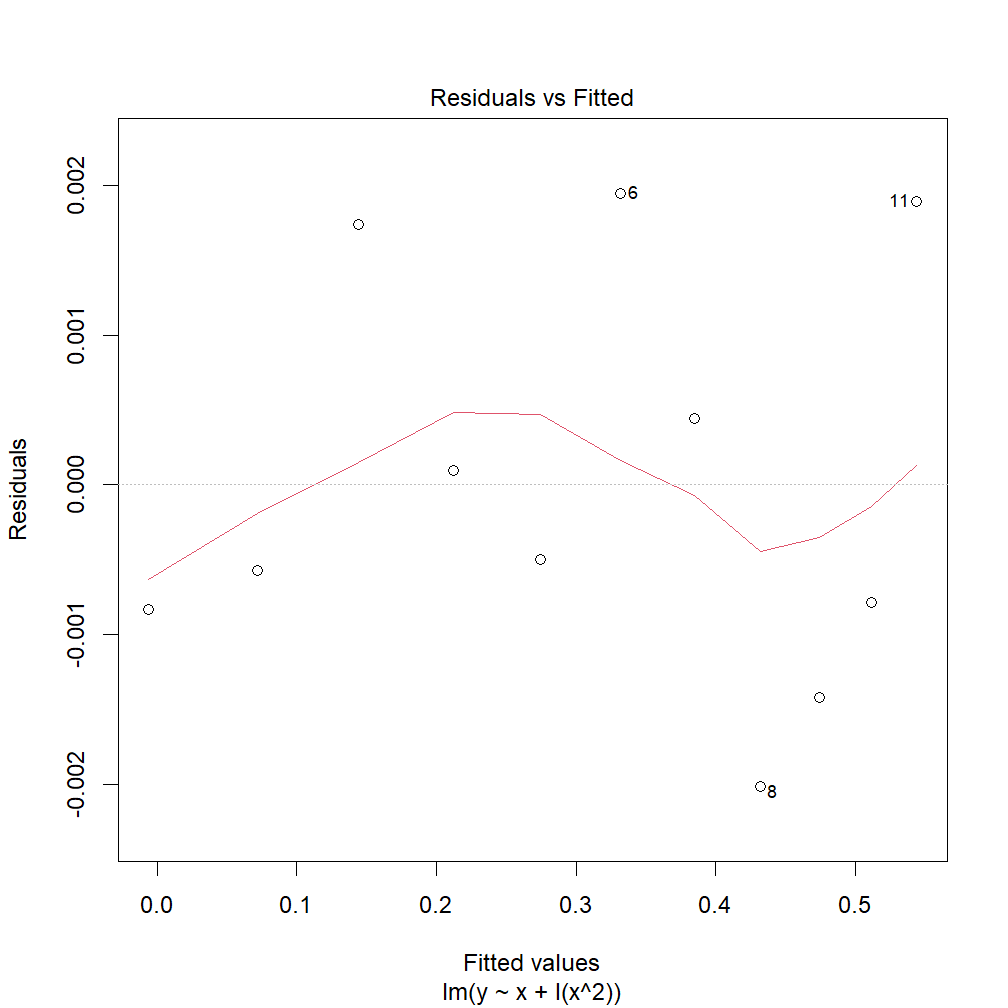 Residuals vs Fitted
Residuals
0.002
0.001
0.000
-0.001
-0.002
6
11
8
0.0 0.1 0.2 0.3 0.4 0.5
Fitted values
lm(y ~ x + I(x^2))